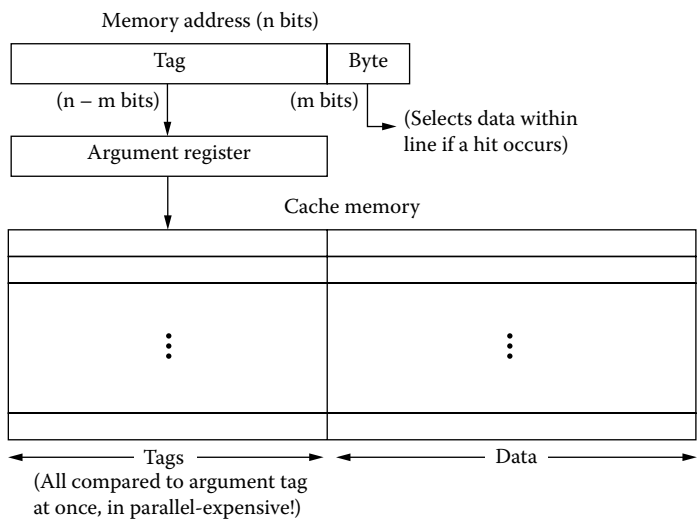 Memory address (n bits)
Tag
Byte
(n – m bits)
(m bits)
(Selects data within
line if a hit occurs)
Argument register
Cache memory
Tags
Data
(All compared to argument tag
at once, in parallel-expensive!)